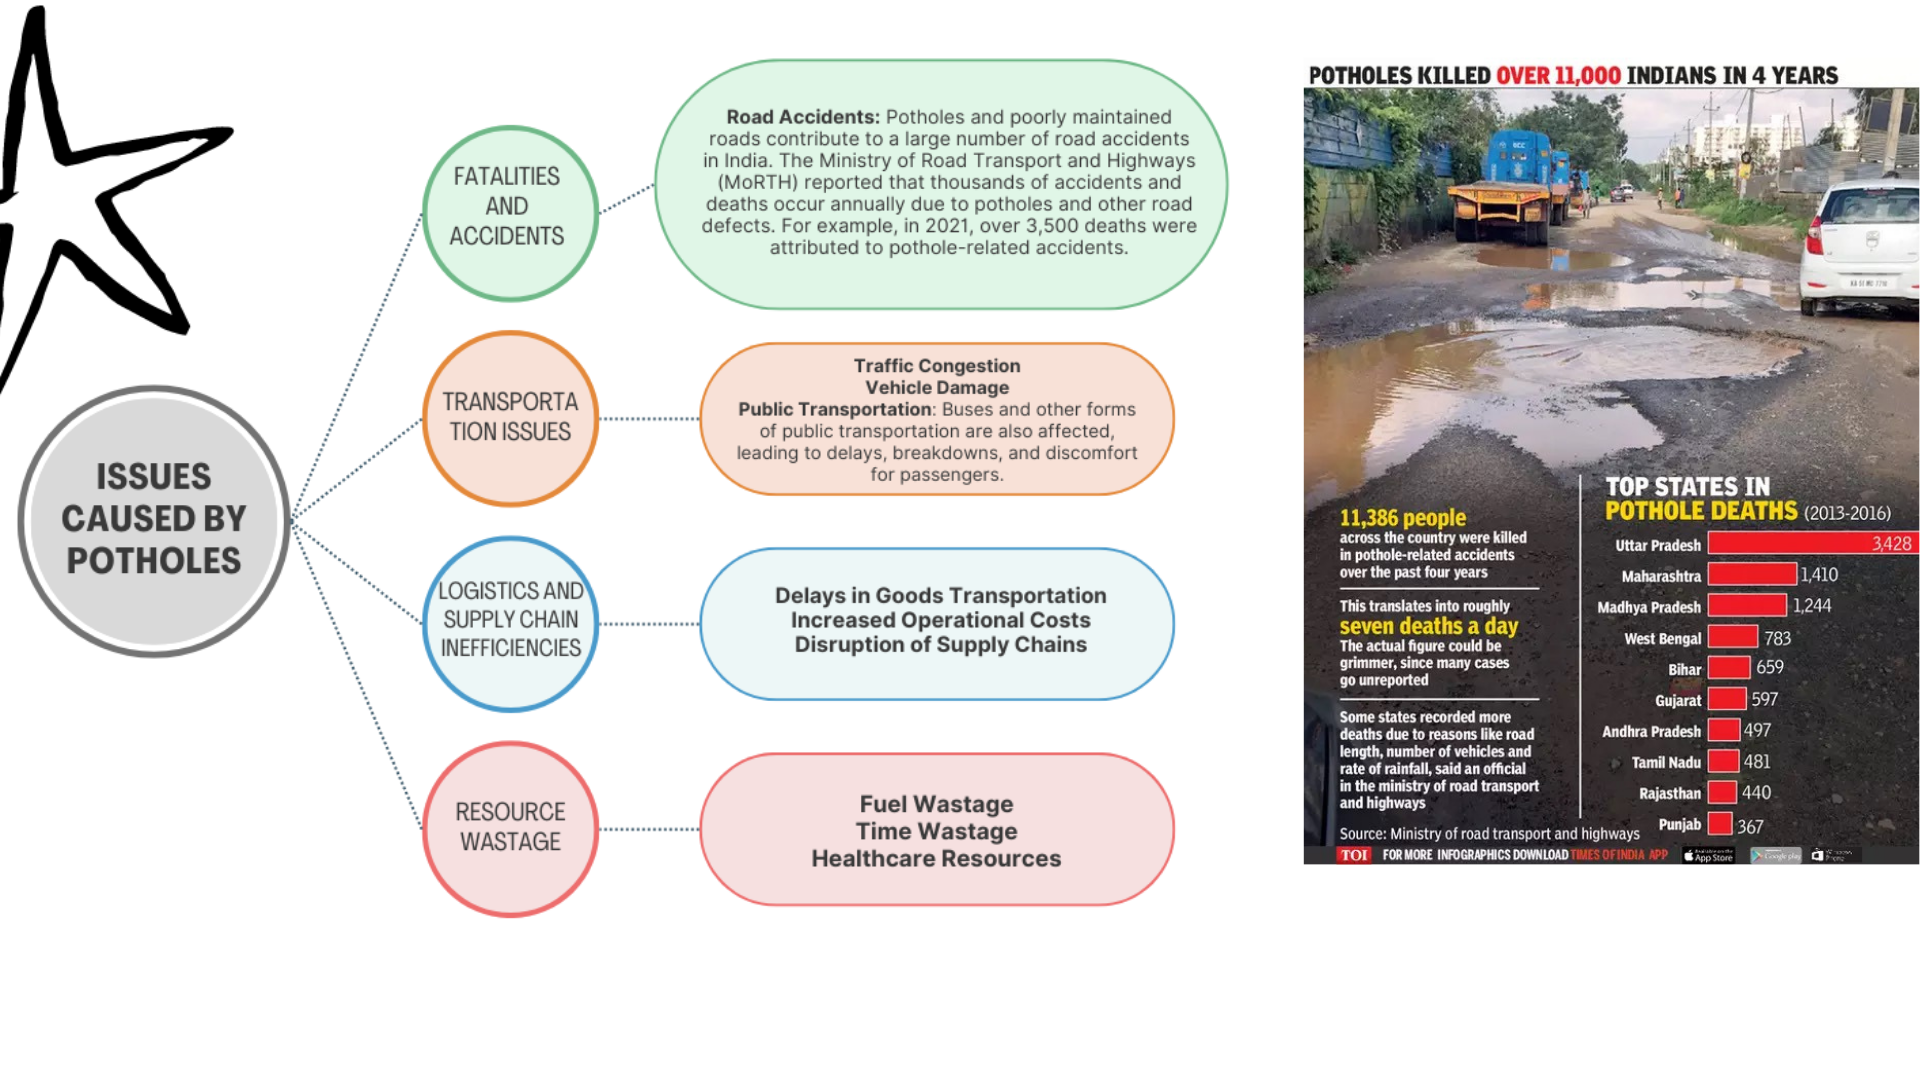 ISSUES
CAUSED BY
POTHOLES
FATALITIES
AND
ACCIDENTS
Road Accidents: Potholes and poorly maintained
roads contribute to a large number of road accidents
in India. The Ministry of Road Transport and Highways
(MoRTH) reported that thousands of accidents and
deaths occur annually due to potholes and other road
defects. For example, in 2021, over 3,500 deaths were
attributed to pothole-related accidents.
TRANSPORTA
TION ISSUES
Traffic Congestion
Vehicle Damage
Public Transportation: Buses and other forms
of public transportation are also affected,
leading to delays, breakdowns, and discomfort
for passengers.
LOGISTICS AND
SUPPLY CHAIN
INEFFICIENCIES
Delays in Goods Transportation
Increased Operational Costs
Disruption of Supply Chains
RESOURCE
WASTAGE
Fuel Wastage
Time Wastage
Healthcare Resources
POTHOLES KILLED OVER 11,000 INDIANS IN 4 YEARS
11,386 people
across the country were killed
in pothole-related accidents
over the past four years
This translates into roughly
seven deaths a day
The actual figure could be
grimmer, since many cases
go unreported
Some states recorded more
deaths due to reasons like road
length, number of vehicles and
rate of rainfall, said an official
in the ministry of road transport
and highways
Source: Ministry of road transport and highways
TOP STATES IN
POTHOLE DEATHS (2013-2016)
Uttar Pradesh 3,428
Maharashtra 1,410
Madhya Pradesh 1,244
West Bengal 783
Bihar 659
Gujarat 597
Andhra Pradesh 497
Tamil Nadu 481
Rajasthan 440
Punjab 367
TOI FOR MORE INFOGRAPHICS DOWNLOAD TIMES OF INDIA APP
App Store
Google play